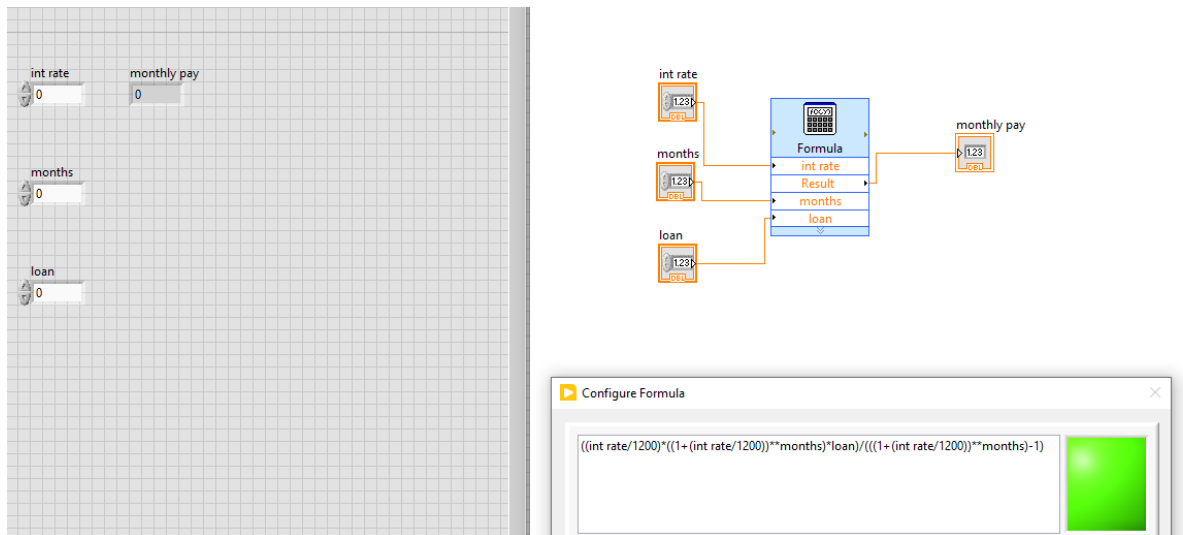 int rate
monthly pay
0
0
months
0
loan
0
int rate
1.23
DBL
months
1.23
DBL
loan
1.23
DBL
Formula
int rate
Result
months
loan
monthly pay
1.23
DBL
Configure Formula
((int rate/1200)*((1+(int rate/1200))**months)*loan)/(((1+(int rate/1200))**months)-1)